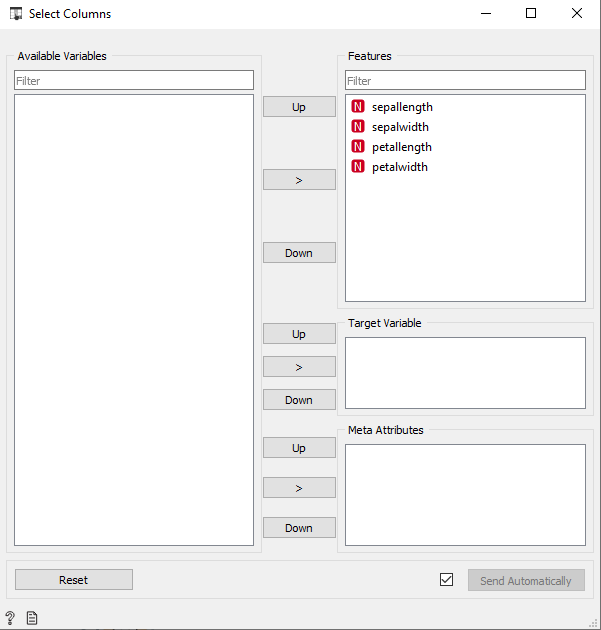 Select Columns
Available Variables
Filter
Up
>
Down
Up
>
Down
Up
>
Down
Features
Filter
N sepallength
N sepalwidth
N petallength
N petalwidth
Target Variable
Meta Attributes
Reset
Send Automatically
?